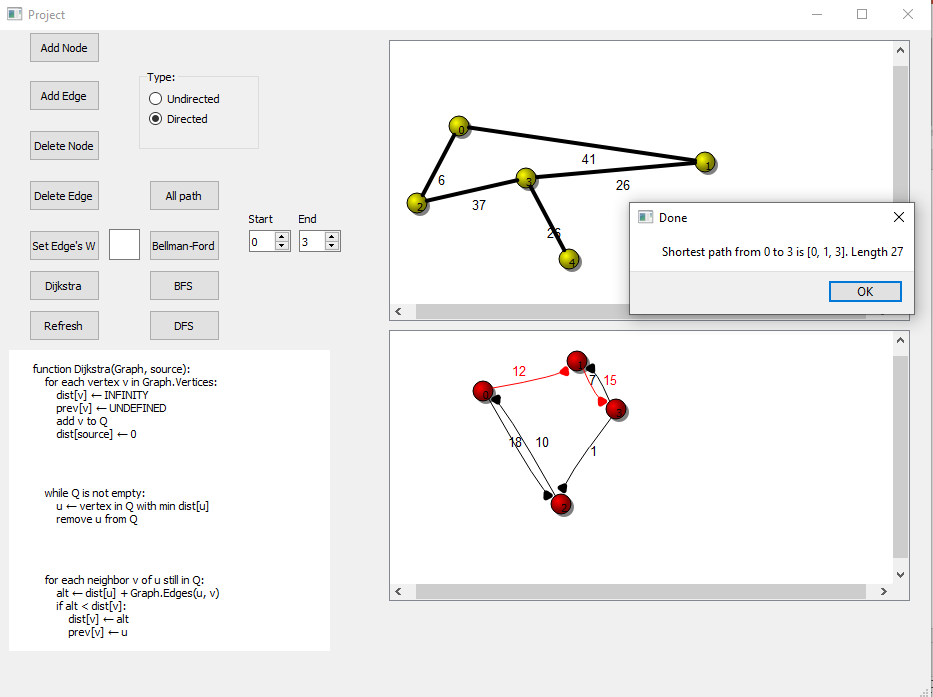 Project
Add Node
Add Edge
Type:
Undirected
Directed
Delete Node
Delete Edge
All path
Start
End
Set Edge's W
Bellman-Ford
0
3
Dijkstra
BFS
Refresh
DFS
function Dijkstra(Graph, source):
for each vertex v in Graph.Vertices:
dist[v] ← INFINITY
prev[v] ← UNDEFINED
add v to Q
dist[source] ← 0
while Q is not empty:
u ← vertex in Q with min dist[u]
remove u from Q
for each neighbor v of u still in Q:
alt ← dist[u] + Graph.Edges(u, v)
if alt < dist[v]:
dist[v] ← alt
prev[v] ← u
0
41
1
6
3
26
2
37
4
Done
Shortest path from 0 to 3 is [0, 1, 3]. Length 27
OK
12
7
15
18
10
1